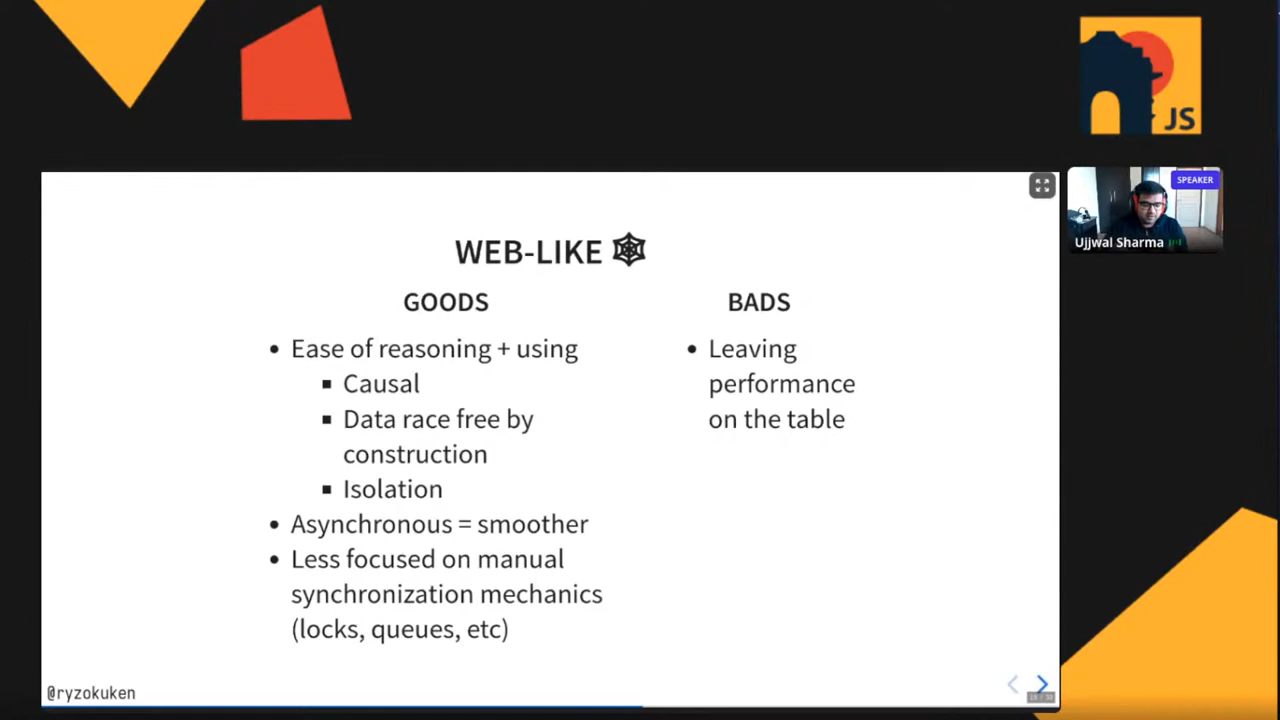 JS
SPEAKER
Ujjwal Sharma
WEB-LIKE
GOODS
Ease of reasoning + using
Causal
Data race free by
construction
Isolation
Asynchronous = smoother
Less focused on manual
synchronization mechanics
(locks, queues, etc)
BADS
Leaving
performance
on the table
@ryzokuken